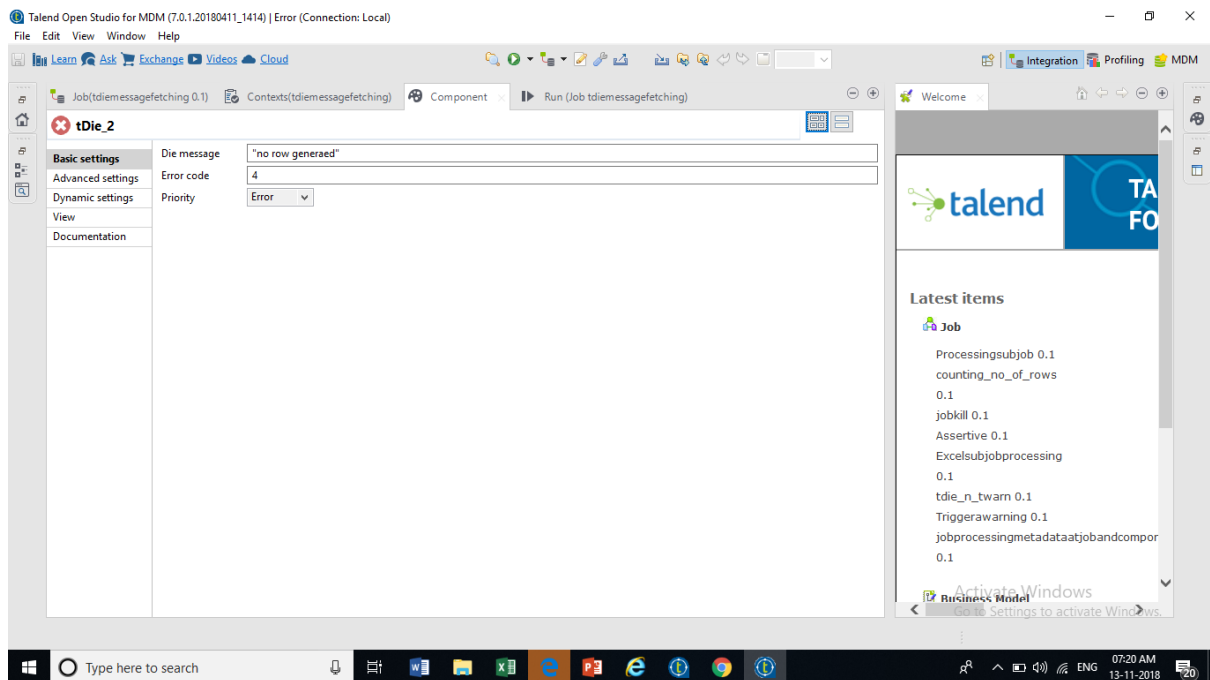 Talend Open Studio for MDM (7.0.1.20180411_1414) | Error (Connection: Local)
File Edit View Window Help
Learn Ask Exchange Videos Cloud
Integration Profiling MDM
Job(tdiemessagefetching 0.1) Contexts(tdiemessagefetching) Component Run (Job tdiemessagefetching) Welcome
tDie_2
Basic settings
Advanced settings
Dynamic settings
View
Documentation
Die message "no row generaed"
Error code 4
Priority Error
talend
TA
FO
Latest items
Job
Processingsubjob 0.1
counting_no_of_rows
0.1
jobkill 0.1
Assertive 0.1
Excelsubjobprocessing
0.1
tdie_n_twarn 0.1
Triggerawarning 0.1
jobprocessingmetadataatjobandcompor
0.1
Business Model
Activate Windows
Go to Settings to activate Windows.
Type here to search
ENG
07:20 AM
13-11-2018
20